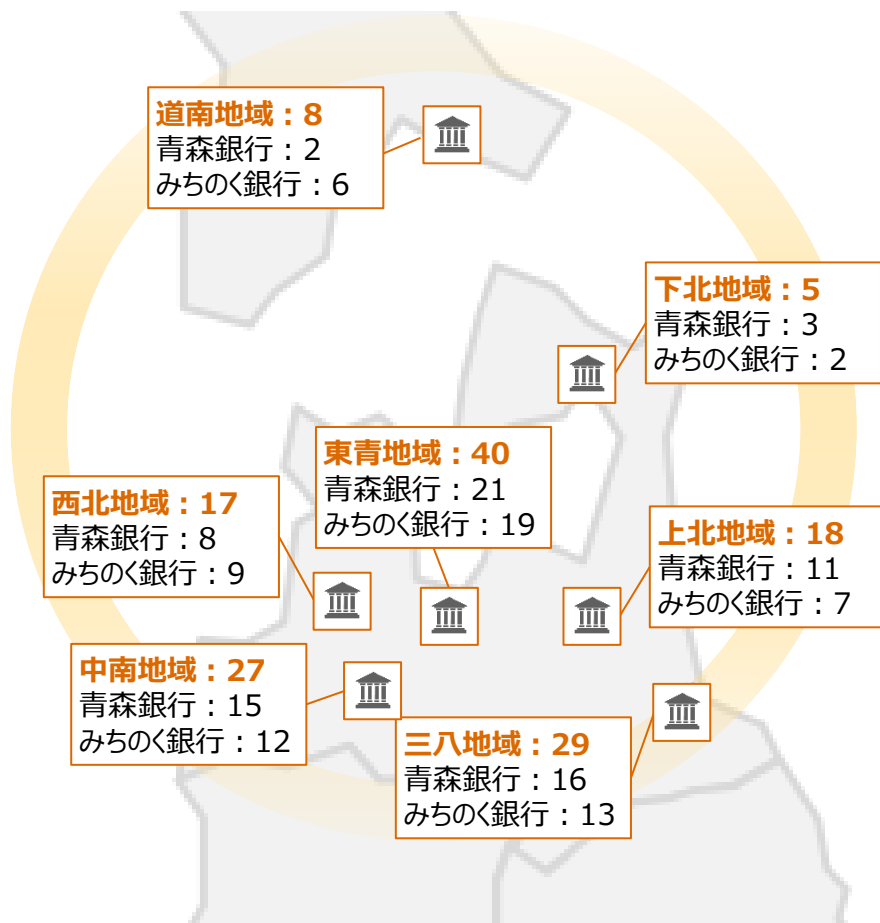 道南地域：8
青森銀行：2
みちのく銀行：6
下北地域：5
青森銀行：3
みちのく銀行：2
東青地域：40
青森銀行：21
みちのく銀行：19
西北地域：17
青森銀行：8
みちのく銀行：9
上北地域：18
青森銀行：11
みちのく銀行：7
中南地域：27
青森銀行：15
みちのく銀行：12
三八地域：29
青森銀行：16
みちのく銀行：13